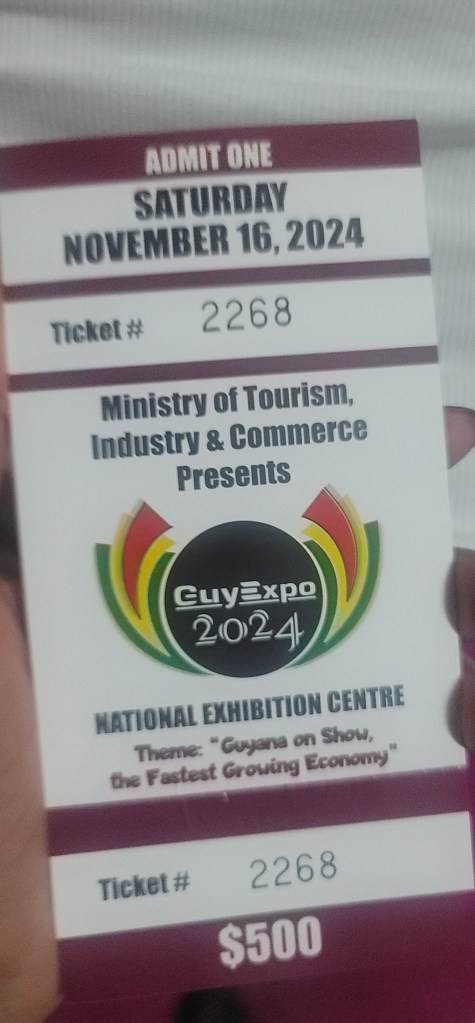 ADMIT ONE
SATURDAY
NOVEMBER 16, 2024
Ticket # 2268
Ministry of Tourism,
Industry & Commerce
Presents
GuyExpo
2024
NATIONAL EXHIBITION CENTRE
Theme: "Guyana on Show,
the Fastest Growing Economy"
Ticket # 2268
$500